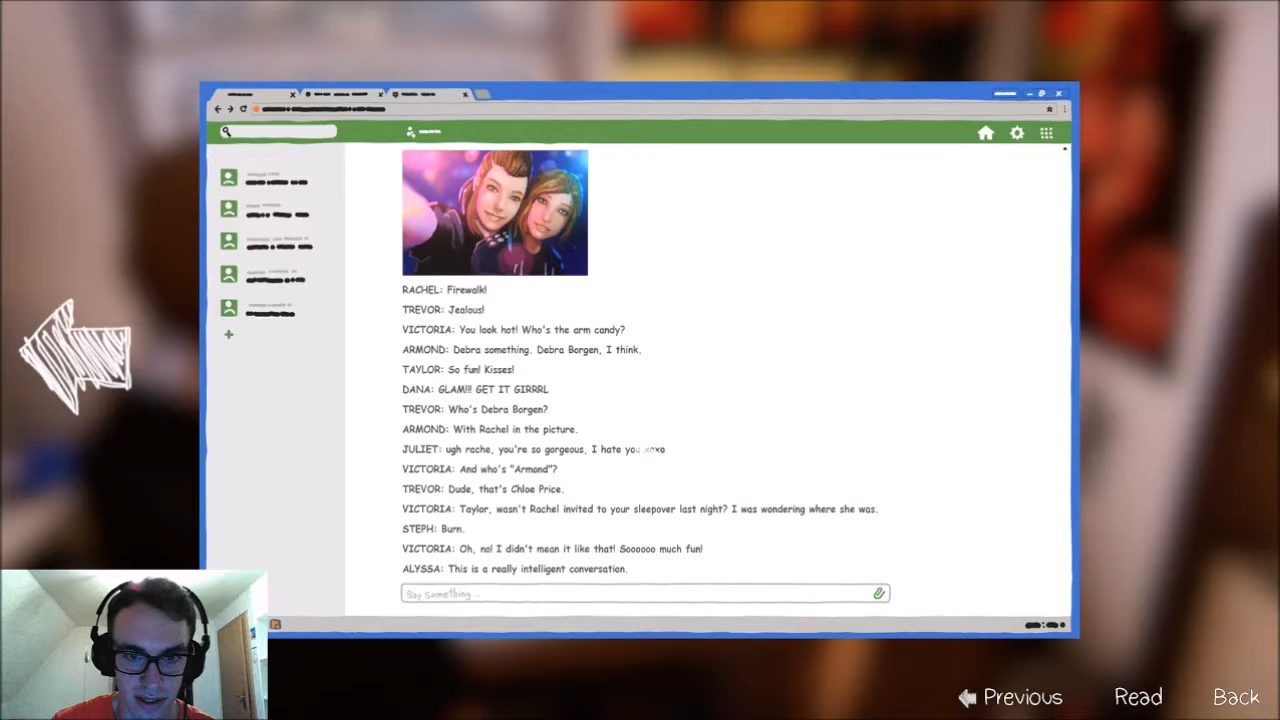 RACHEL: Firewalk!
TREVOR: Jealous!
VICTORIA: You look hot! Who's the arm candy?
ARMOND: Debra something. Debra Borgen, I think.
TAYLOR: So fun! Kisses!
DANA: GLAM!!! GET IT GIRRRL
TREVOR: Who's Debra Borgen?
ARMOND: With Rachel in the picture.
JULIET: ugh rache, you're so gorgeous, I hate you xoxo
VICTORIA: And who's "Armond"?
TREVOR: Dude, that's Chloe Price.
VICTORIA: Taylor, wasn't Rachel invited to your sleepover last night? I was wondering where she was.
STEPH: Burn.
VICTORIA: Oh, no! I didn't mean it like that! Soooooo much fun!
ALYSSA: This is a really intelligent conversation.
Say something ...
Previous Read Back